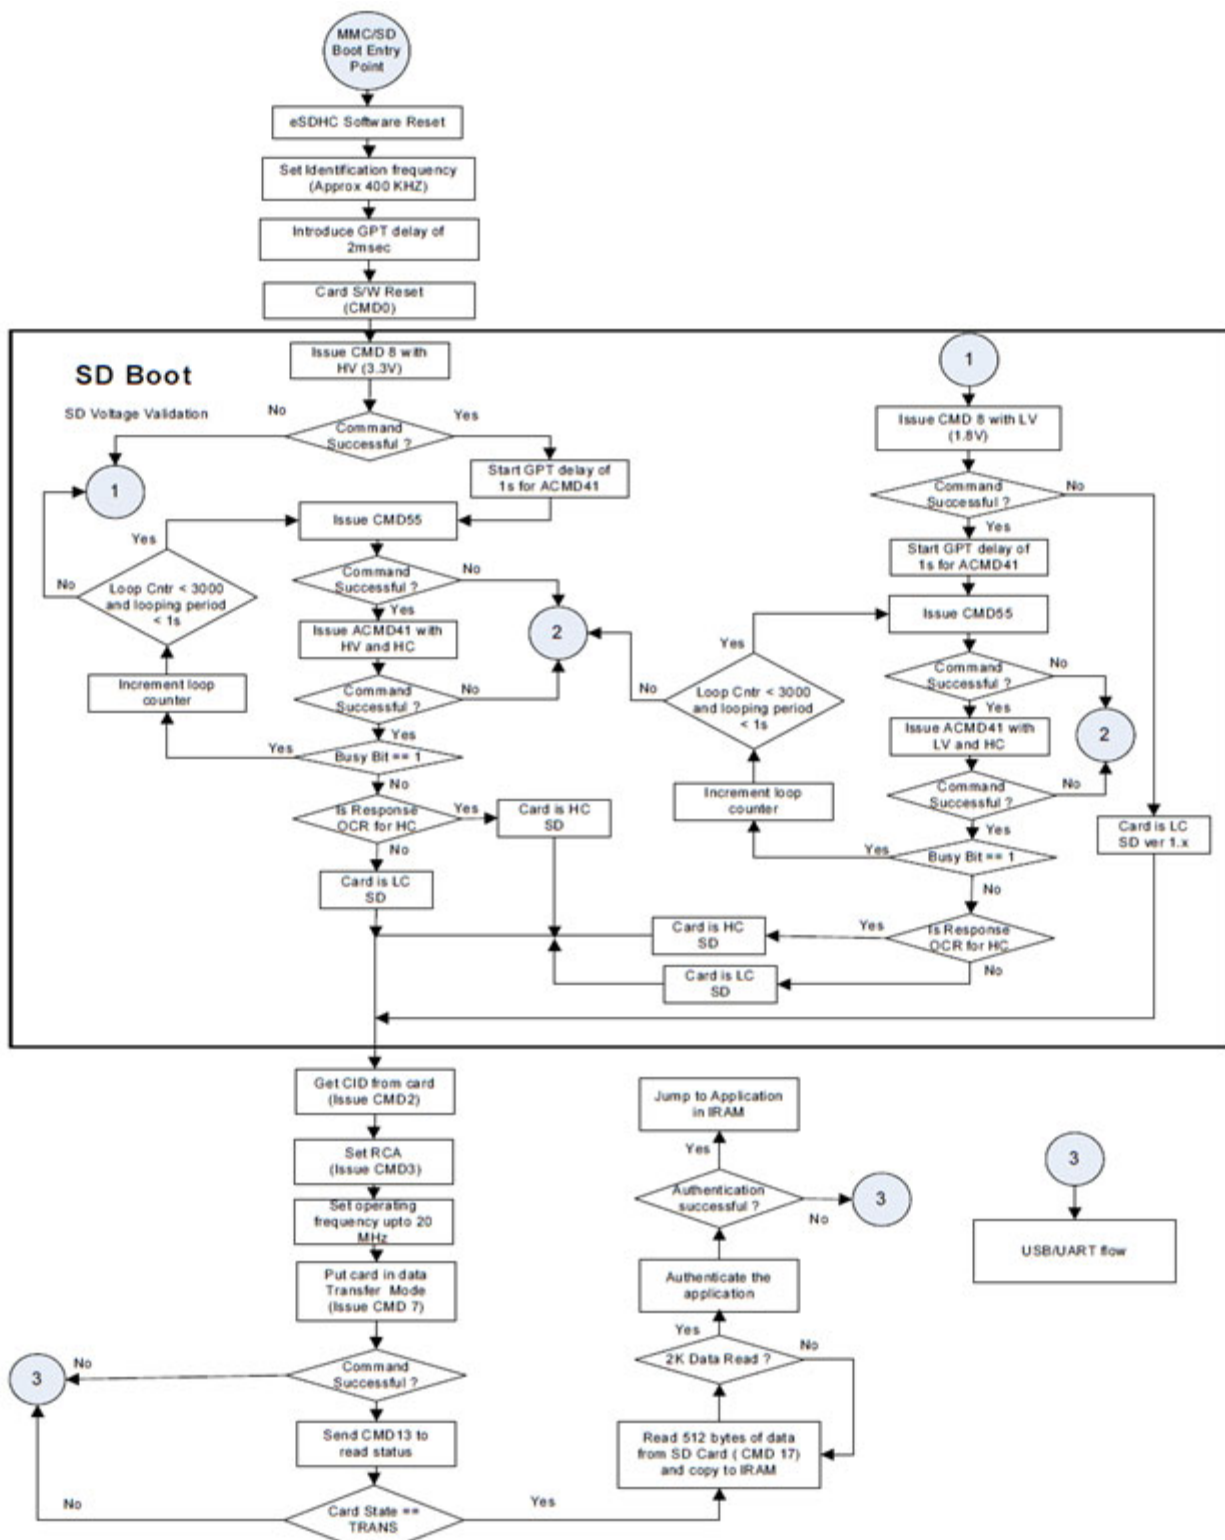 MMC/SD
Boot Entry
Point
eSDHC Software Reset
Set Identification frequency
(Approx 400 KHZ)
Introduce GPT delay of
2msec
Card S/W Reset
(CMD0)
SD Boot
SD Voltage Validation
Issue CMD 8 with
HV (3.3V)
No
Command
Successful ?
Yes
1
Start GPT delay of
1s for ACMD41
Issue CMD55
Yes
No
Loop Cntr < 3000
and looping period
< 1s
Command
Successful ?
No
Yes
2
Issue ACMD41 with
HV and HC
Increment loop
counter
Command
Successful ?
No
Yes
Yes
Busy Bit == 1
No
Is Response
OCR for HC
Yes
Card is HC
SD
No
Card is LC
SD
1
Issue CMD 8 with LV
(1.8V)
Command
Successful ?
No
Yes
Start GPT delay of
1s for ACMD41
Issue CMD55
Yes
No
Loop Cntr < 3000
and looping period
< 1s
Command
Successful ?
No
Yes
2
Issue ACMD41 with
LV and HC
Increment loop
counter
Command
Successful ?
No
Yes
Card is LC
SD ver 1.x
Yes
Busy Bit == 1
No
Card is HC
SD
Yes
Is Response
OCR for HC
No
Card is LC
SD
Get CID from card
(Issue CMD2)
Set RCA
(Issue CMD3)
Set operating
frequency upto 20
MHz
Put card in data
Transfer Mode
(Issue CMD 7)
3
No
Command
Successful ?
Send CMD13 to
read status
No
Card State ==
TRANS
Yes
Jump to Application
in IRAM
Yes
Authentication
successful ?
No
3
Authenticate the
application
Yes
2K Data Read ?
No
Read 512 bytes of data
from SD Card ( CMD 17)
and copy to IRAM
3
USB/UART flow